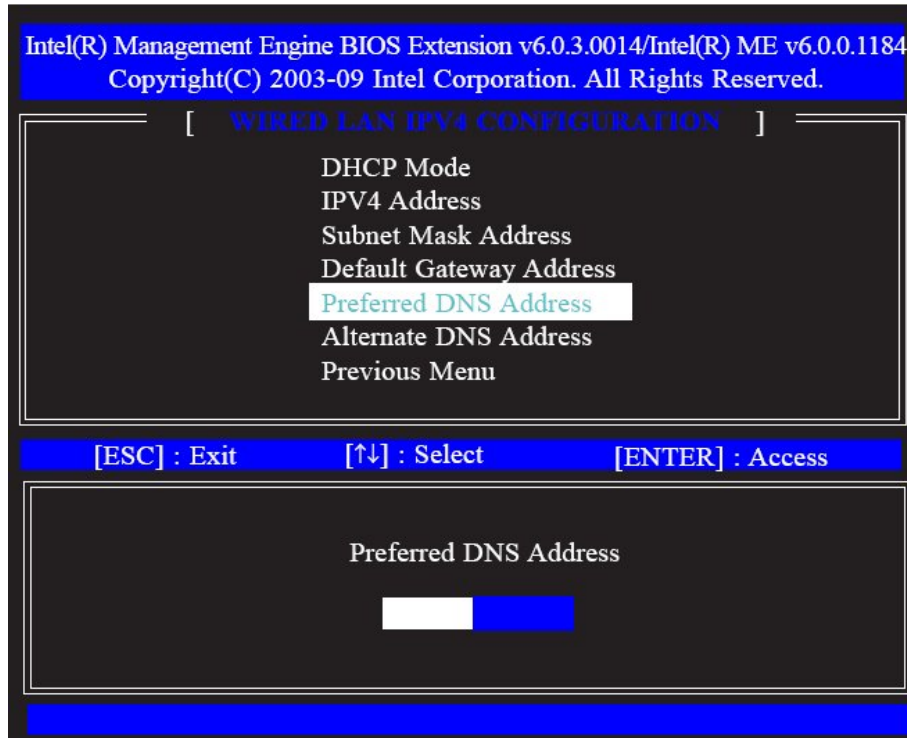 Intel(R) Management Engine BIOS Extension v6.0.3.0014/Intel(R) ME v6.0.0.1184
Copyright(C) 2003-09 Intel Corporation. All Rights Reserved.
[ WIRED LAN IPV4 CONFIGURATION ]
DHCP Mode
IPV4 Address
Subnet Mask Address
Default Gateway Address
Preferred DNS Address
Alternate DNS Address
Previous Menu
[ESC] : Exit [↑↓] : Select [ENTER] : Access
Preferred DNS Address